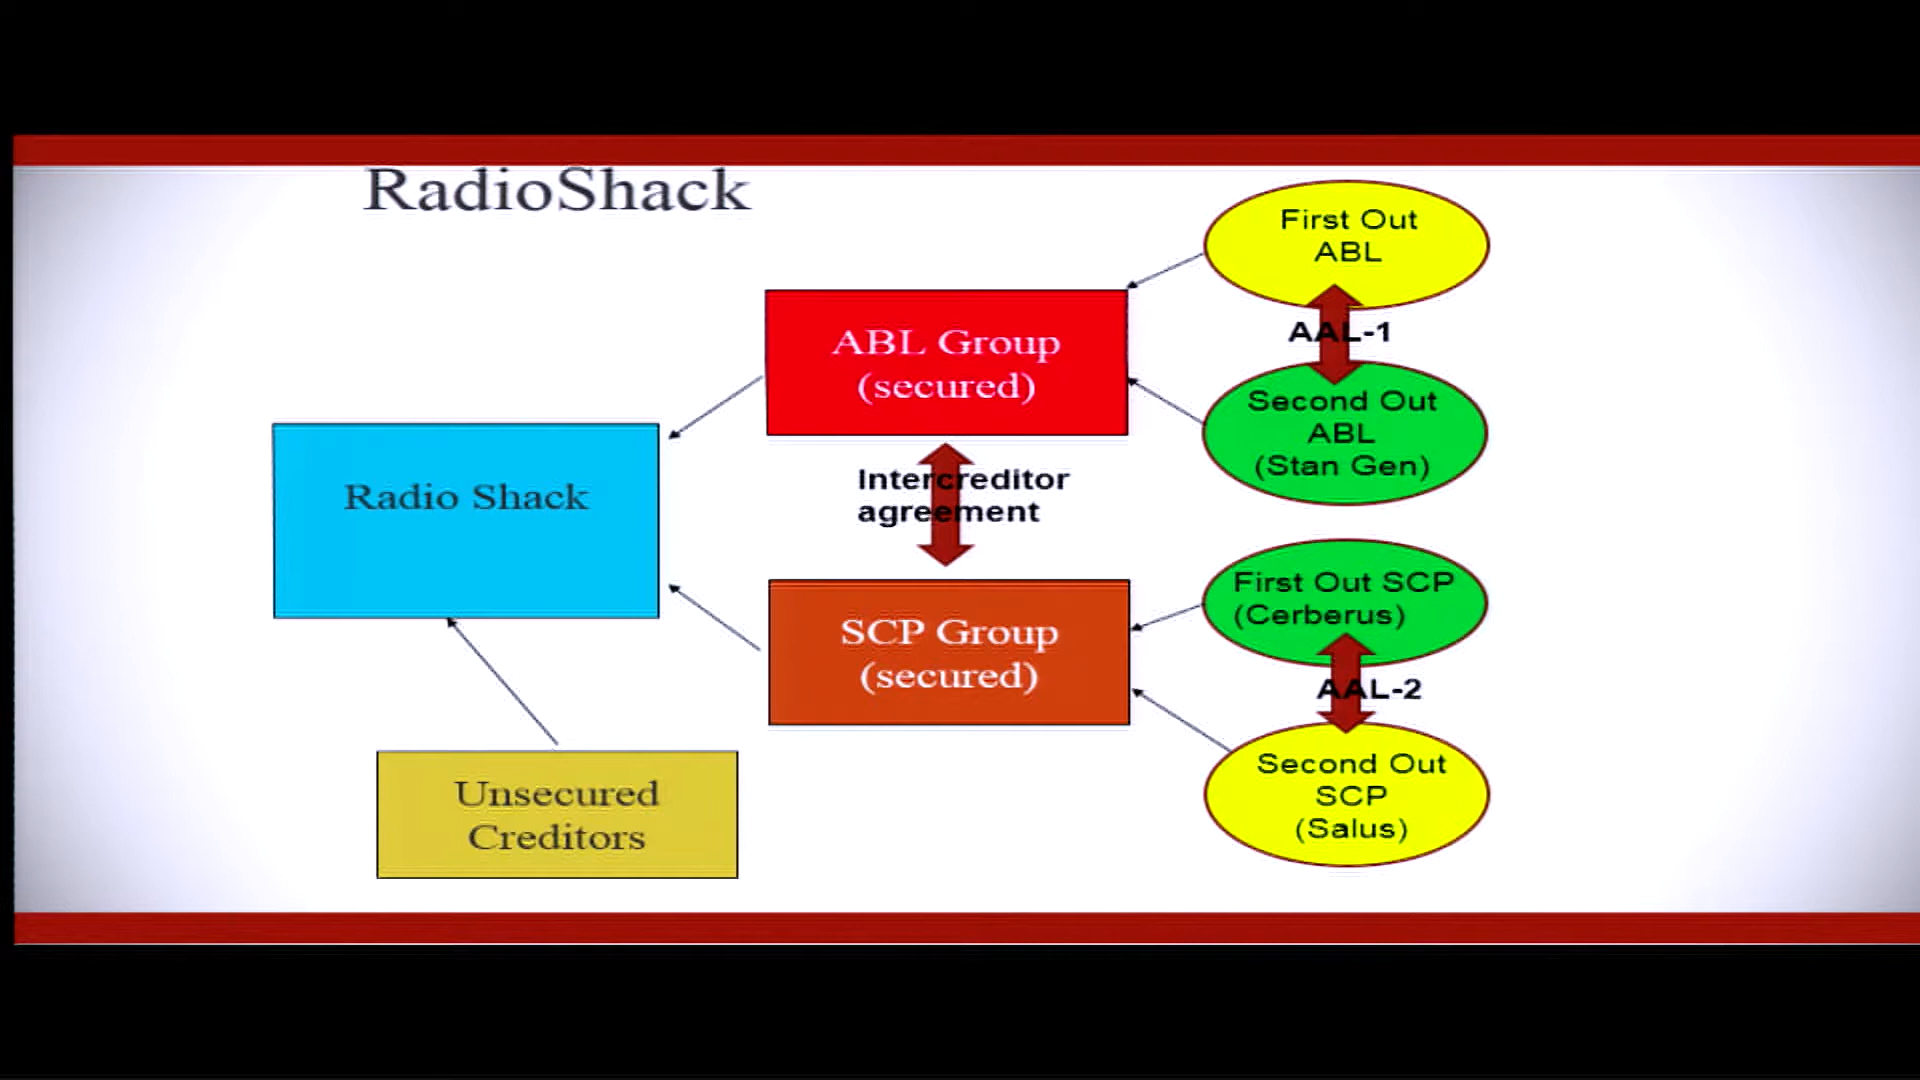 RadioShack
First Out
ABL
AAL-1
ABL Group
(secured)
Second Out
ABL
(Stan Gen)
Radio Shack
Intercreditor
agreement
First Out SCP
(Cerberus)
SCP Group
(secured)
AAL-2
Second Out
SCP
(Salus)
Unsecured
Creditors